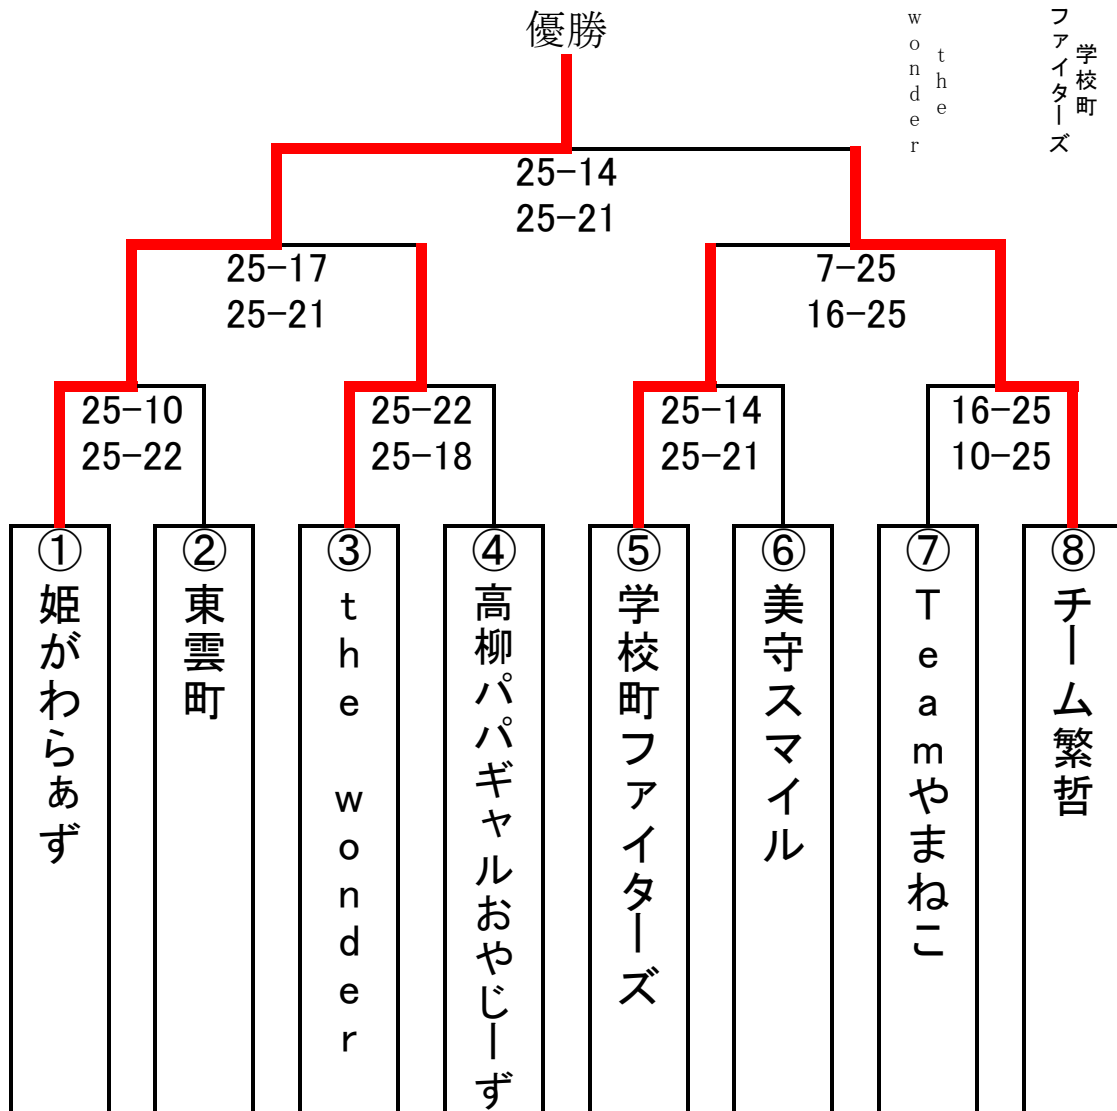 優勝
the
wonder
学校町
ファイターズ
25-14
25-21
25-17
25-21
7-25
16-25
25-10
25-22
25-22
25-18
25-14
25-21
16-25
10-25
①姫がわらぁず
②東雲町
③the wonder
④高柳パパギャルおやじーず
⑤学校町ファイターズ
⑥美守スマイル
⑦Teamやまねこ
⑧チーム繁哲